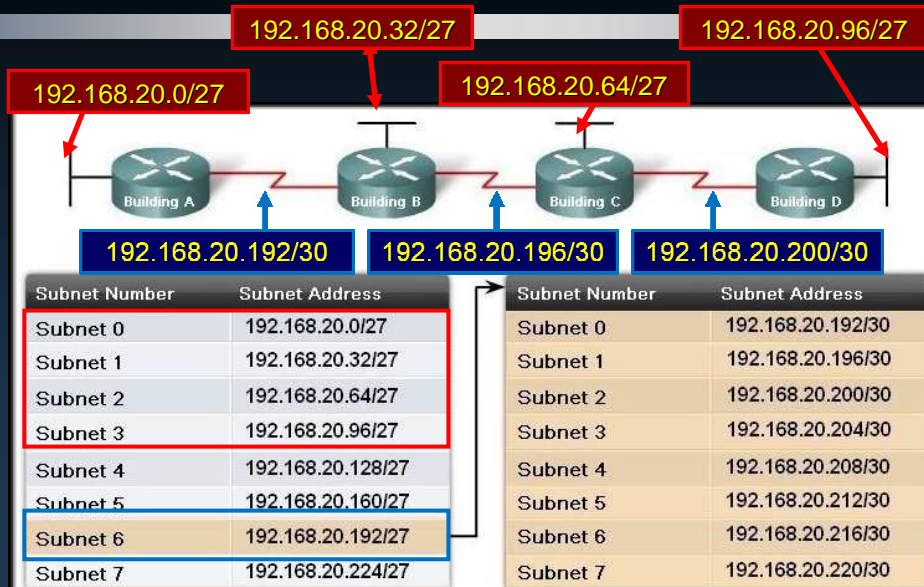 192.168.20.32/27
192.168.20.96/27
192.168.20.0/27
192.168.20.64/27
Building A
Building B
Building C
Building D
192.168.20.192/30
192.168.20.196/30
192.168.20.200/30
Subnet Number Subnet Address
Subnet 0 192.168.20.0/27
Subnet 1 192.168.20.32/27
Subnet 2 192.168.20.64/27
Subnet 3 192.168.20.96/27
Subnet 4 192.168.20.128/27
Subnet 5 192.168.20.160/27
Subnet 6 192.168.20.192/27
Subnet 7 192.168.20.224/27
Subnet Number Subnet Address
Subnet 0 192.168.20.192/30
Subnet 1 192.168.20.196/30
Subnet 2 192.168.20.200/30
Subnet 3 192.168.20.204/30
Subnet 4 192.168.20.208/30
Subnet 5 192.168.20.212/30
Subnet 6 192.168.20.216/30
Subnet 7 192.168.20.220/30